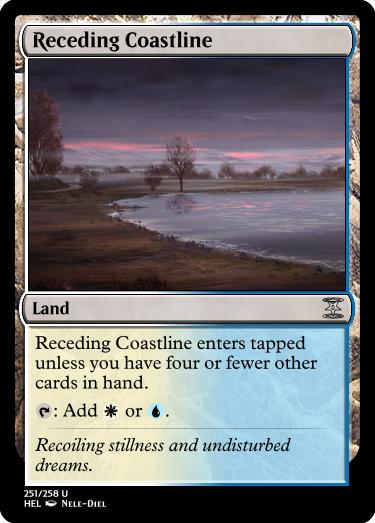 Receding Coastline
Land
Receding Coastline enters tapped
unless you have four or fewer other
cards in hand.
: Add or .
Recoiling stillness and undisturbed
dreams.
251/258 U
HEL Nele-Diel